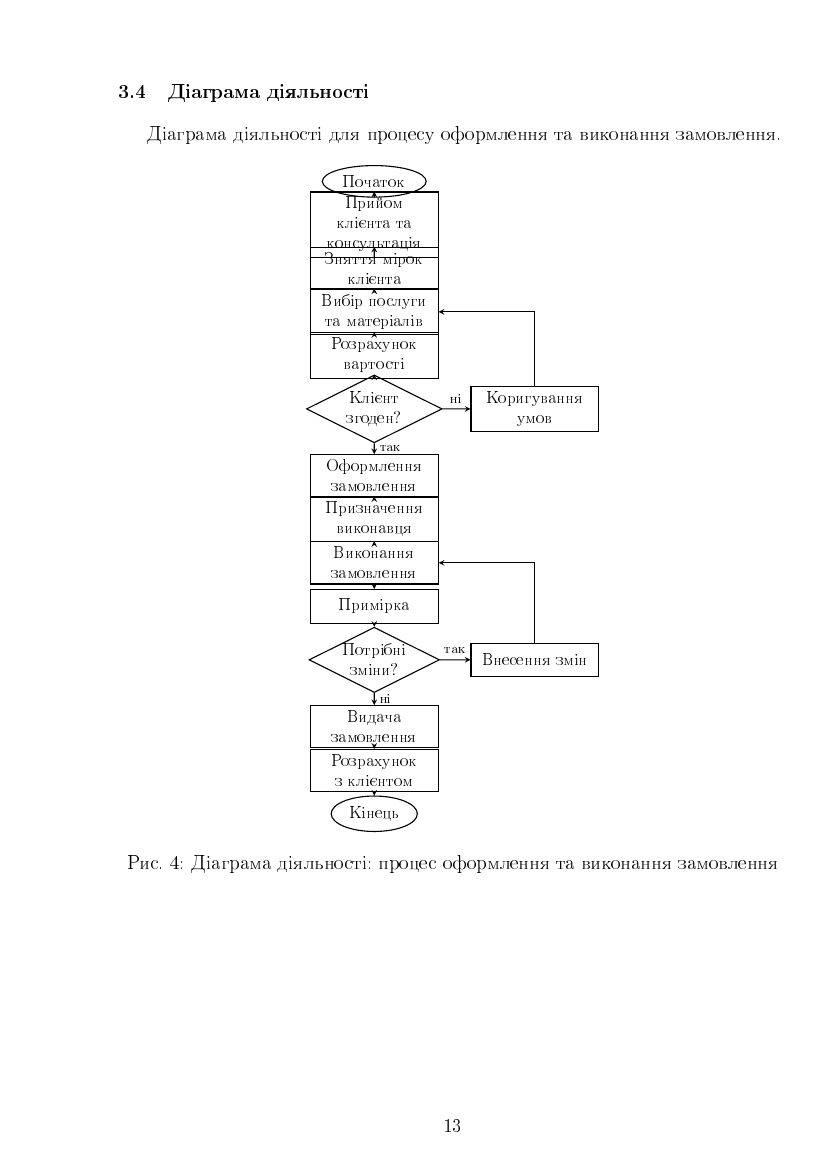 3.4 Діаграма діяльності
Діаграма діяльності для процесу оформлення та виконання замовлення.
Початок
Прийом
клієнта та
консультація
Зняття мірок
клієнта
Вибір послуги
та матеріалів
Розрахунок
вартості
Клієнт
згоден?
ні
Коригування
умов
так
Оформлення
замовлення
Призначення
виконавця
Виконання
замовлення
Примірка
Потрібні
зміни?
так
Внесення змін
ні
Видача
замовлення
Розрахунок
з клієнтом
Кінець
Рис. 4: Діаграма діяльності: процес оформлення та виконання замовлення
13